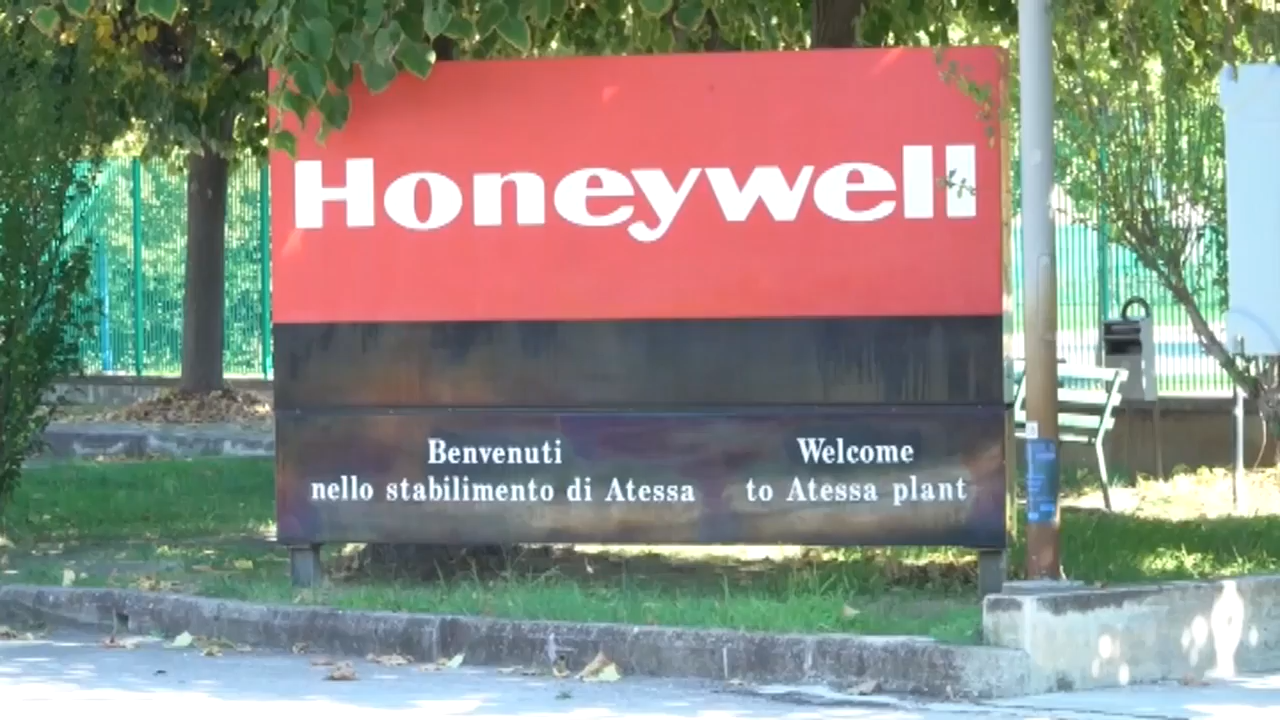 Honeywell
Benvenuti
nello stabilimento di Atessa
Welcome
to Atessa plant